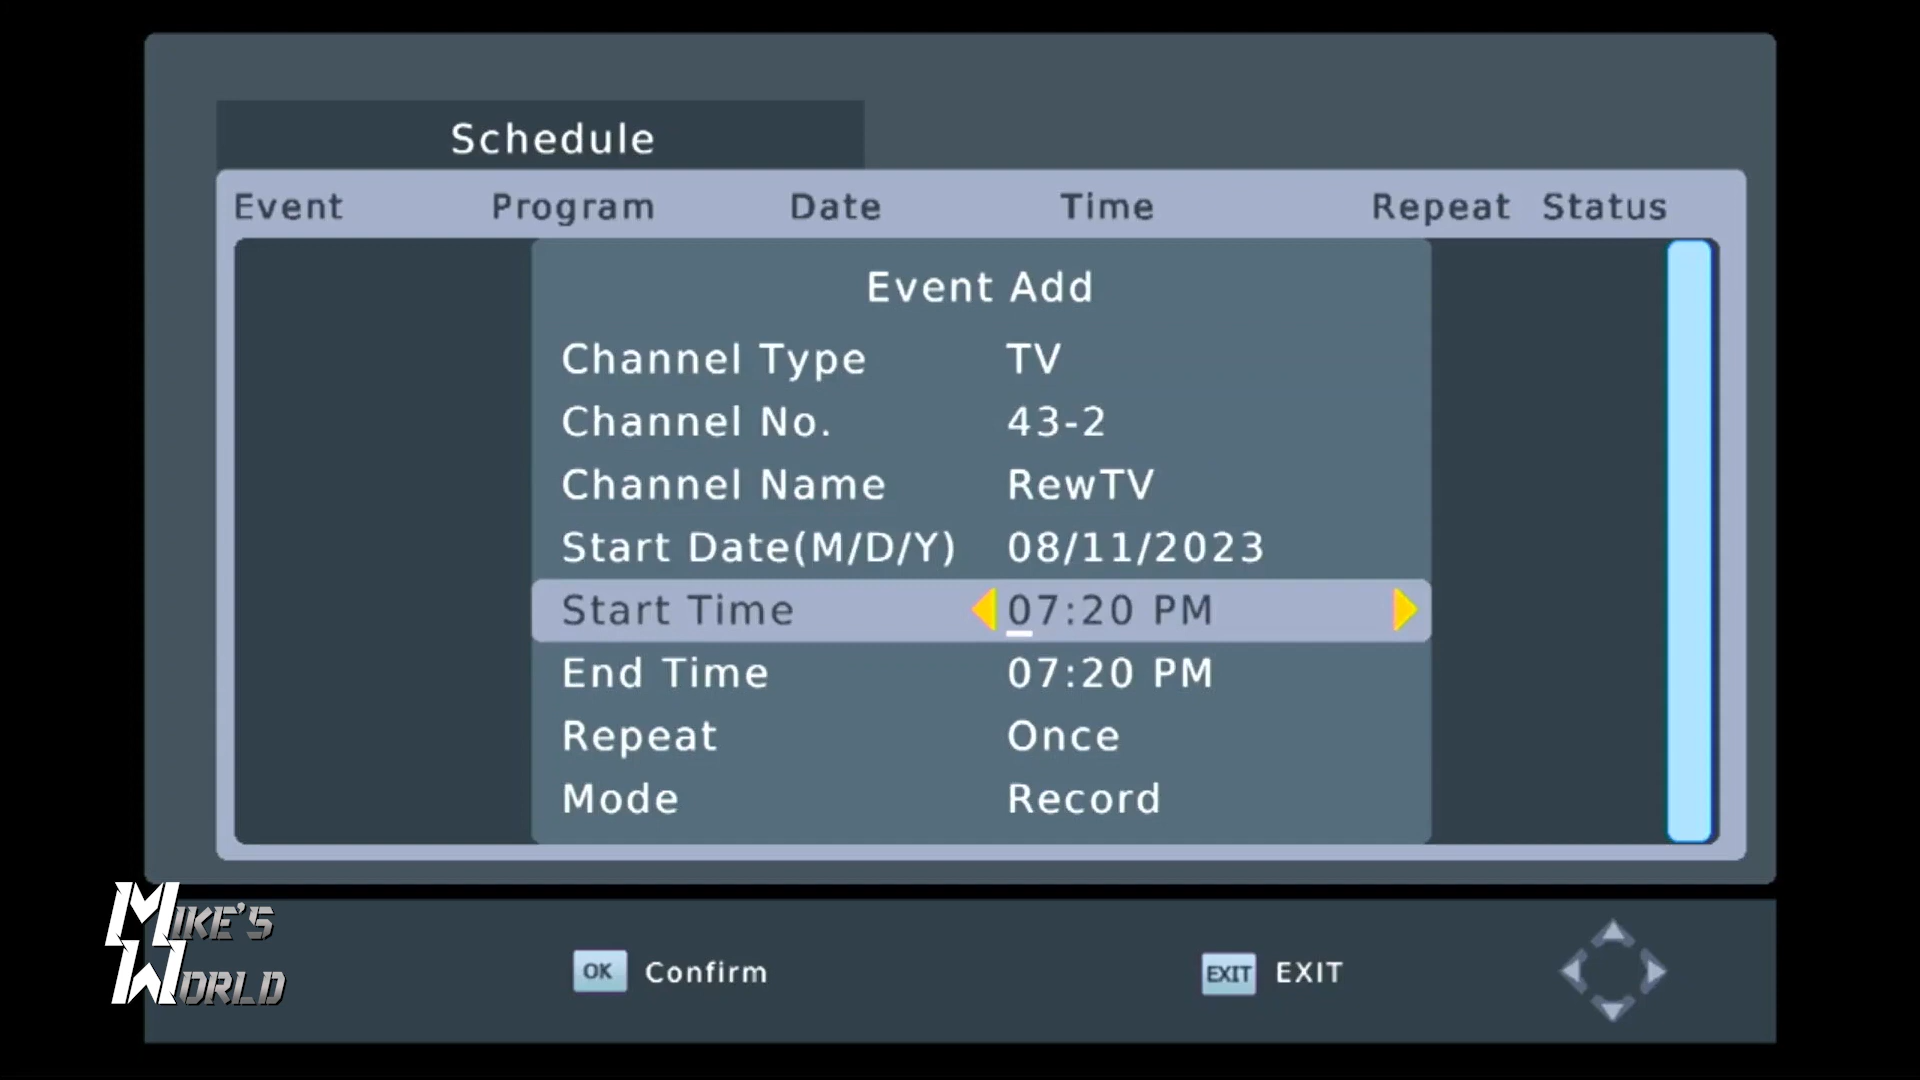 Schedule
Event Program Date Time Repeat Status
Event Add
Channel Type TV
Channel No. 43-2
Channel Name RewTV
Start Date(M/D/Y) 08/11/2023
Start Time 07:20 PM
End Time 07:20 PM
Repeat Once
Mode Record
MIKE'S
WORLD
OK Confirm EXIT EXIT